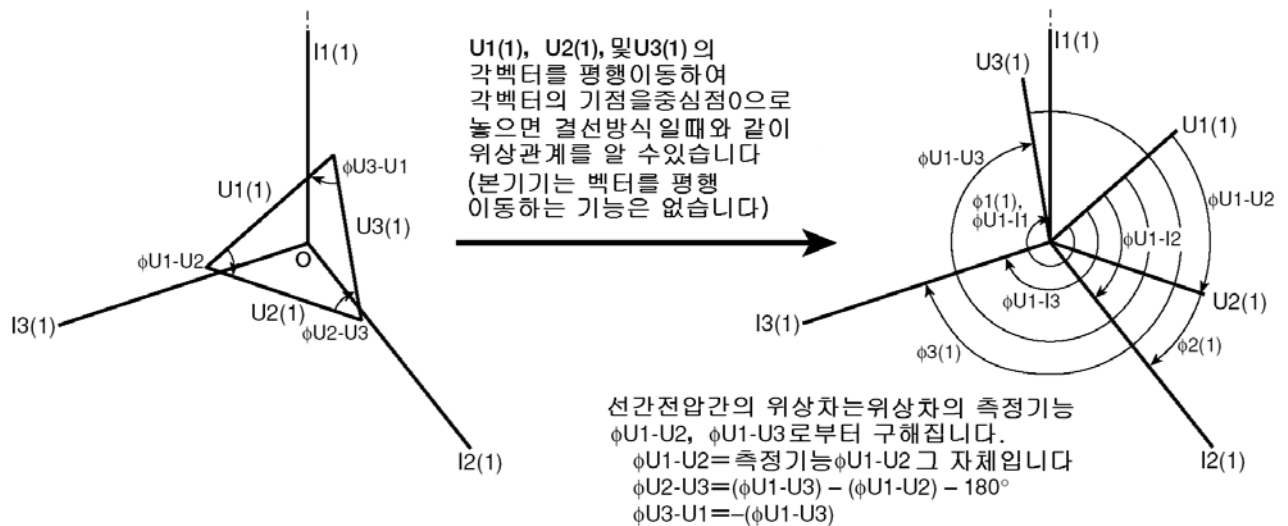 I1(1)
U1(1)
ϕU3-U1
U3(1)
ϕU1-U2
O
U2(1)
ϕU2-U3
I3(1)
I2(1)
U1(1), U2(1), 및U3(1) 의
각벡터를 평행이동하여
각벡터의 기점을중심점0으로
놓으면 결선방식일때와 같이
위상관계를 알 수있습니다
(본기기는 벡터를 평행
이동하는 기능은 없습니다)
I1(1)
U3(1)
U1(1)
ϕU1-U3
ϕ1(1),
ϕU1-I1
ϕU1-I2
ϕU1-U2
ϕU1-I3
U2(1)
I3(1)
ϕ3(1)
ϕ2(1)
I2(1)
선간전압간의 위상차는위상차의 측정기능
ϕU1-U2, ϕU1-U3로부터 구해집니다.
ϕU1-U2=측정기능ϕU1-U2그 자체입니다
ϕU2-U3=(ϕU1-U3) – (ϕU1-U2) – 180°
ϕU3-U1=–(ϕU1-U3)